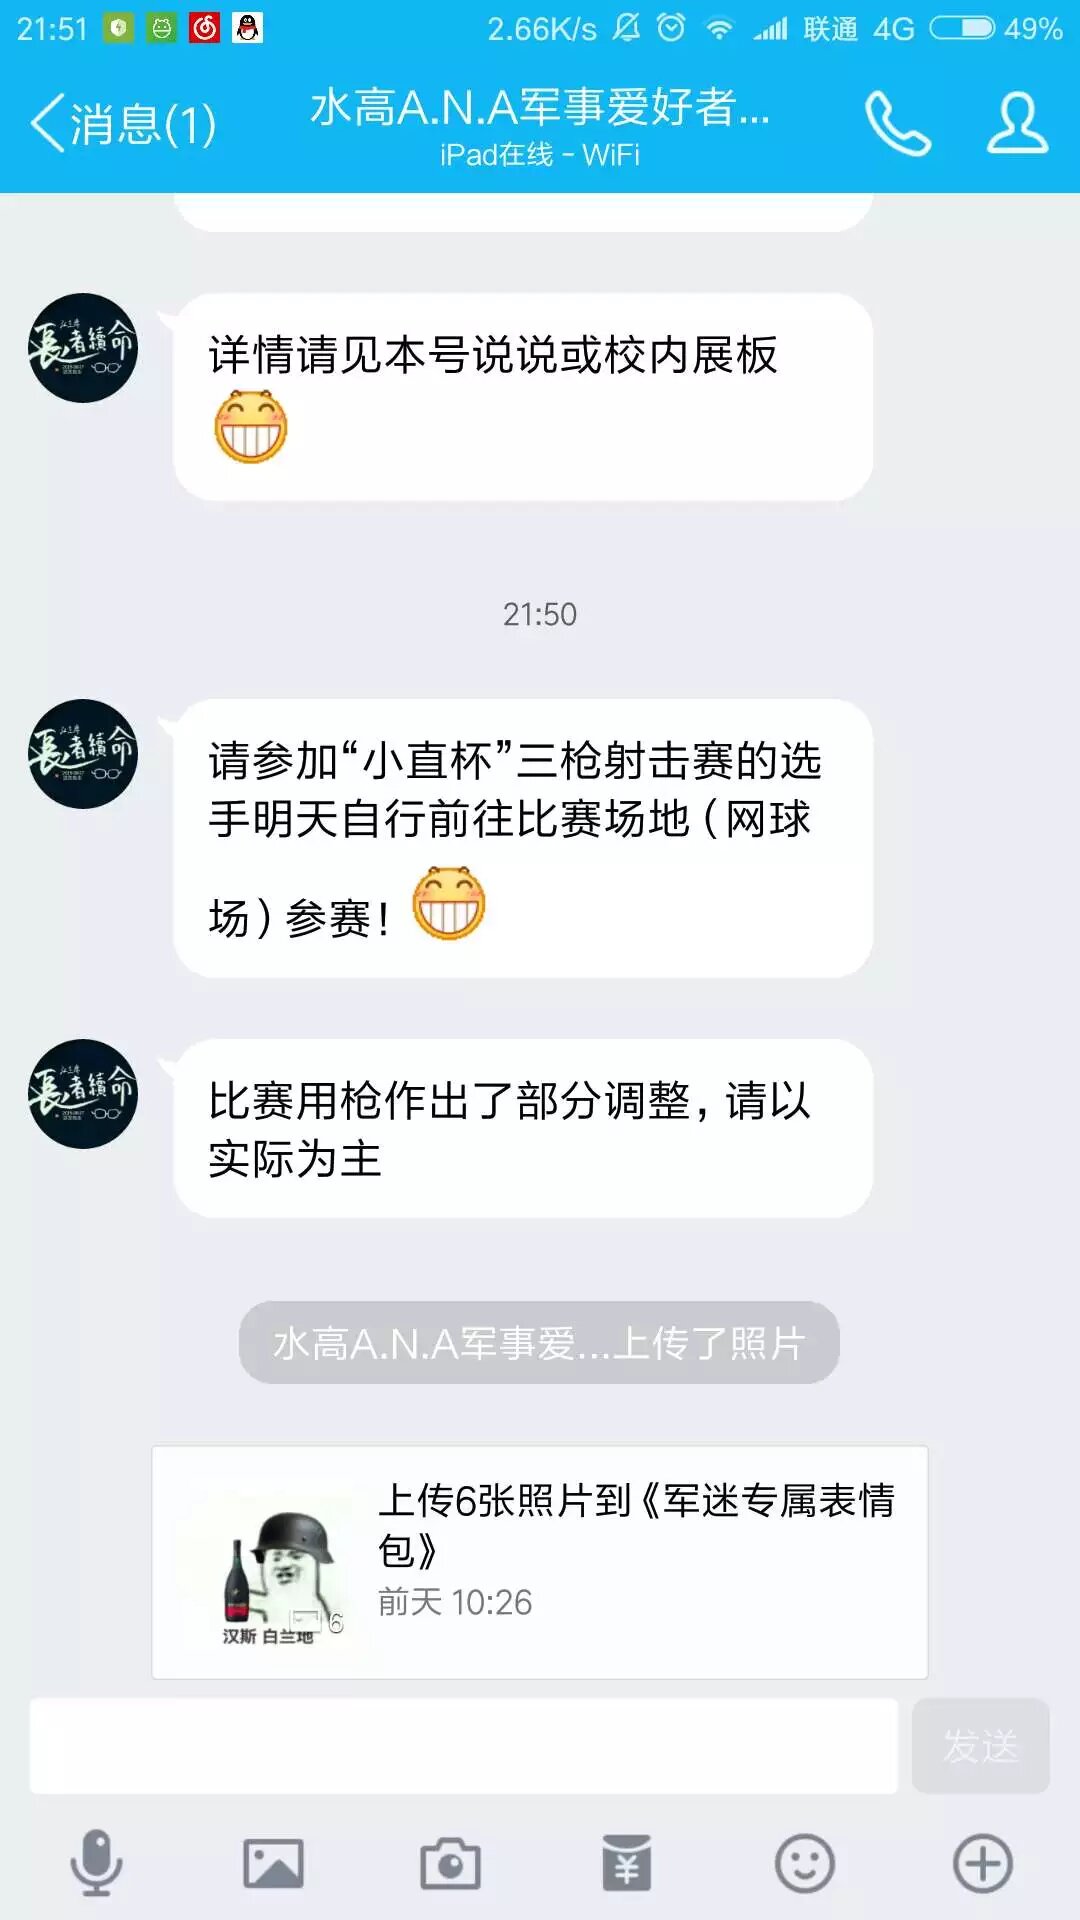 21:51
2.66K/s
联通 4G
49%
消息(1)
水高A.N.A军事爱好者...
iPad在线 - WiFi
長者續命
详情请见本号说说或校内展板
21:50
長者續命
请参加“小直杯”三枪射击赛的选
手明天自行前往比赛场地（网球
场）参赛！
長者續命
比赛用枪作出了部分调整，请以
实际为主
水高A.N.A军事爱...上传了照片
上传6张照片到《军迷专属表情
包》
前天 10:26
6
汉斯 白兰地
发送